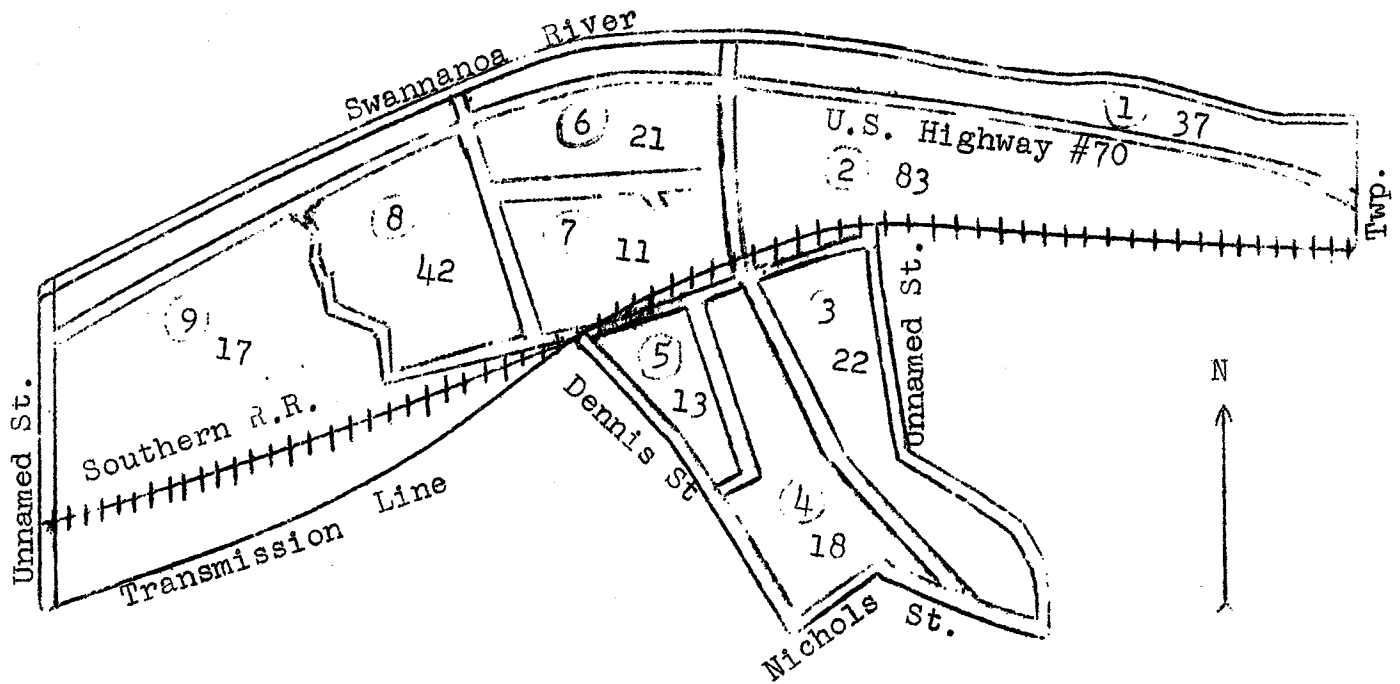 Swannanoa River
1 37
U.S. Highway #70
6 21
2 83
Twp.
8
42
7 11
9 17
3
22
Unnamed St.
5
13
N
Southern R.R.
Dennis St
Unnamed St.
Transmission Line
4
18
Nichols St.